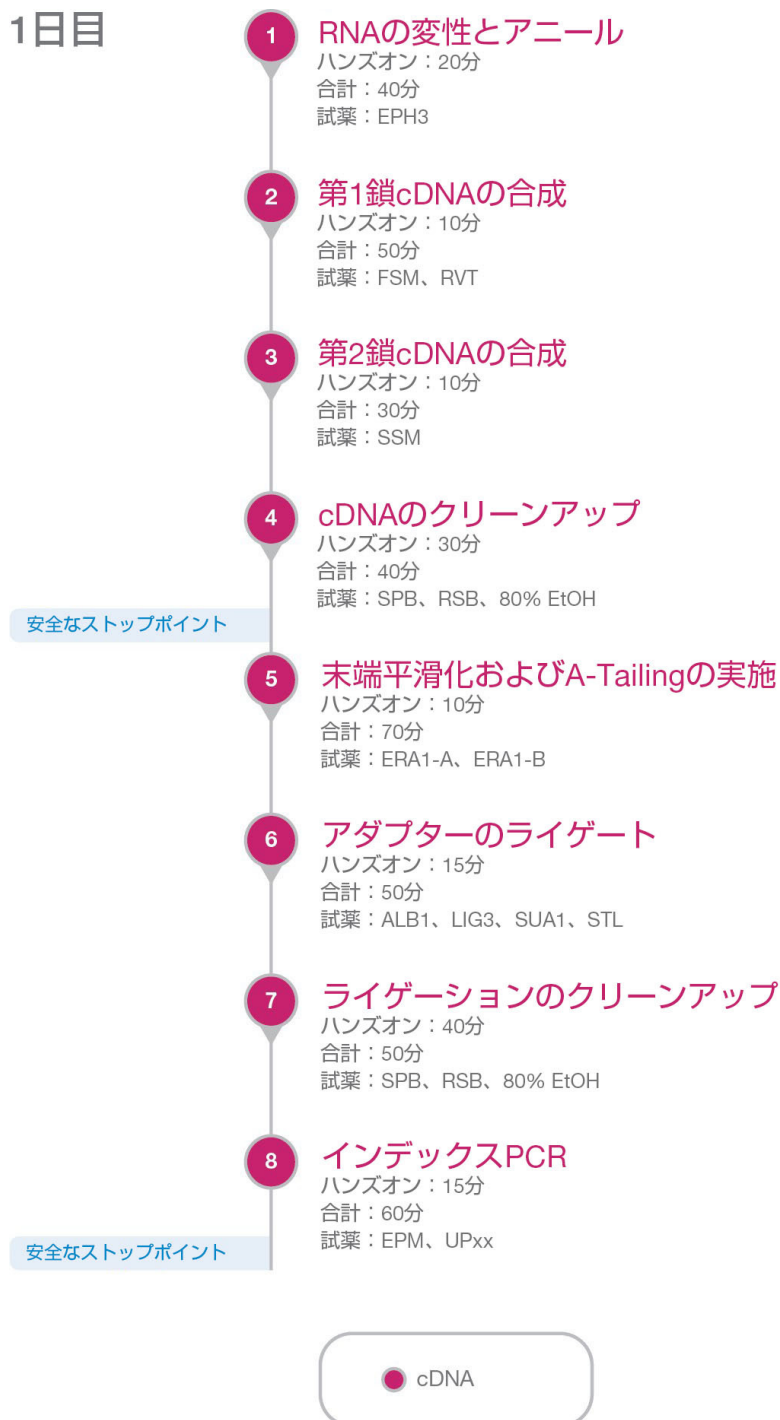 1日目
1
RNAの変性とアニール
ハンズオン：20分
合計：40分
試薬：EPH3
2
第1鎖cDNAの合成
ハンズオン：10分
合計：50分
試薬：FSM、RVT
3
第2鎖cDNAの合成
ハンズオン：10分
合計：30分
試薬：SSM
4
cDNAのクリーンアップ
ハンズオン：30分
合計：40分
試薬：SPB、RSB、80% EtOH
安全なストップポイント
5
末端平滑化およびA-Tailingの実施
ハンズオン：10分
合計：70分
試薬：ERA1-A、ERA1-B
6
アダプターのライゲート
ハンズオン：15分
合計：50分
試薬：ALB1、LIG3、SUA1、STL
7
ライゲーションのクリーンアップ
ハンズオン：40分
合計：50分
試薬：SPB、RSB、80% EtOH
8
インデックスPCR
ハンズオン：15分
合計：60分
試薬：EPM、UPxx
安全なストップポイント
cDNA